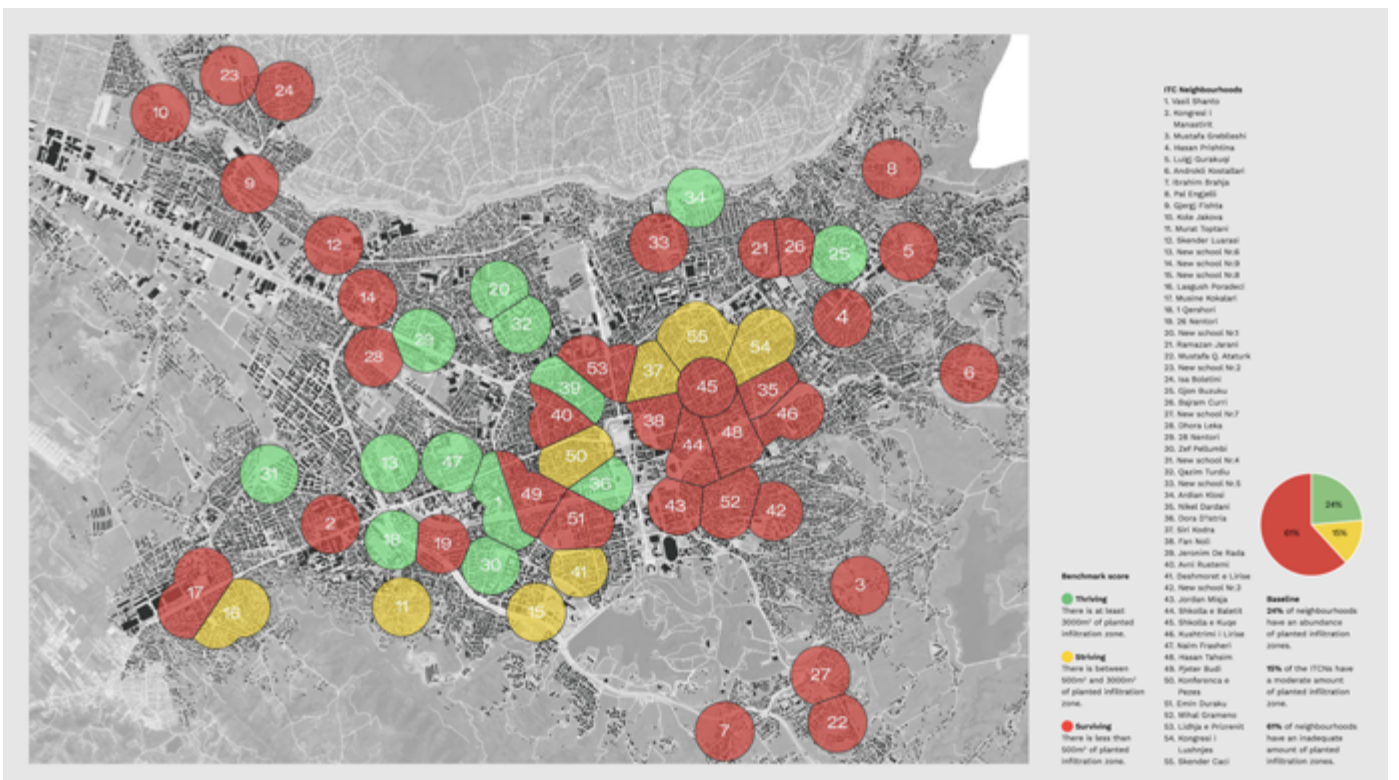 23
24
10
9
8
34
12
33
21
26
25
5
20
14
32
4
55
54
29
28
53
37
6
39
45
35
40
38
46
44
48
50
13
47
31
36
1
49
43
52
42
51
2
18
19
30
41
17
3
16
11
15
27
22
7
ITC Neighbourhoods
1. Vasil Shanto
2. Kongresi i
Manastirit
3. Mustafa Greblleshi
4. Hasan Prishtina
5. Luigj Gurakuqi
6. Androkli Kostallari
7. Ibrahim Brahja
8. Pal Engjelli
9. Gjergj Fishta
10. Kole Jakova
11. Murat Toptani
12. Skender Luarasi
13. New school Nr.6
14. New school Nr.9
15. New school Nr.8
16. Lasgush Poradeci
17. Musine Kokalari
18. 1 Qershori
19. 26 Nentori
20. New school Nr.1
21. Ramazan Jarani
22. Mustafa Q. Ataturk
23. New school Nr.2
24. Isa Boletini
25. Gjon Buzuku
26. Bajram Curri
27. New school Nr.7
28. Dhora Leka
29. 28 Nentori
30. Zef Pellumbi
31. New school Nr.4
32. Qazim Turdiu
33. New school Nr.5
34. Ardian Klosi
35. Niket Dardani
36. Dora D'Istria
37. Siri Kodra
38. Fan Noli
39. Jeronim De Rada
40. Avni Rustemi
41. Deshmoret e Lirise
42. New school Nr.3
43. Jordan Misja
44. Shkolla e Baletit
45. Shkolla e Kuqe
46. Kushtrimi i Lirise
47. Naim Frasheri
48. Hasan Tahsim
49. Pjeter Budi
50. Konferenca e
Pezes
51. Emin Duraku
52. Mihal Grameno
53. Lidhja e Prizrenit
54. Kongresi i
Lushnjes
55. Skender Caci
24%
15%
61%
Benchmark score
Thriving
There is at least
3000m² of planted
infiltration zone.
Striving
There is between
500m² and 3000m²
of planted infiltration
zone.
Surviving
There is less than
500m² of planted
infiltration zone.
Baseline
24% of neighbourhoods
have an abundance
of planted infiltration
zones.
15% of the ITCNs have
a moderate amount
of planted infiltration
zone.
61% of neighbourhoods
have an inadequate
amount of planted
infiltration zones.